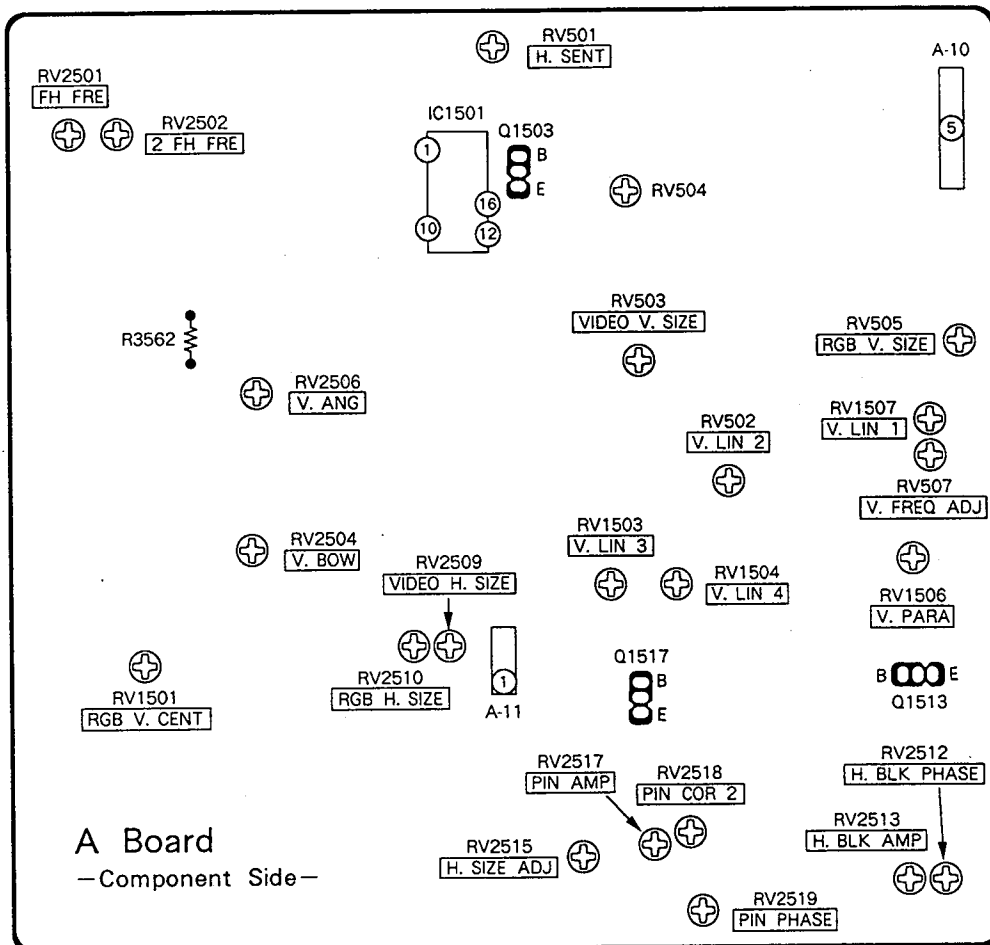 RV501
H. SENT
A-10
5
RV2501
FH FRE
RV2502
2 FH FRE
IC1501
1
16
10
12
Q1503
B
E
RV504
R3562
RV503
VIDEO V. SIZE
RV505
RGB V. SIZE
RV2506
V. ANG
RV502
V. LIN 2
RV1507
V. LIN 1
RV507
V. FREQ ADJ
RV2504
V. BOW
RV2509
VIDEO H. SIZE
RV1503
V. LIN 3
RV1504
V. LIN 4
RV1506
V. PARA
RV1501
RGB V. CENT
RV2510
RGB H. SIZE
1
A-11
Q1517
B
E
B
E
Q1513
RV2517
PIN AMP
RV2518
PIN COR 2
RV2512
H. BLK PHASE
RV2513
H. BLK AMP
RV2515
H. SIZE ADJ
RV2519
PIN PHASE
A Board
—Component Side—